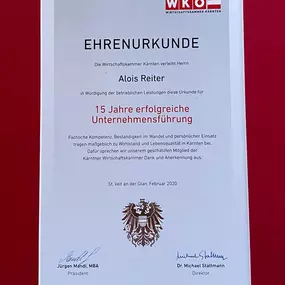 WKO
WIRTSCHAFTSKAMMER KÄRNTEN
EHRENURKUNDE
Die Wirtschaftskammer Kärnten verleiht Herrn
Alois Reiter
in Würdigung der betrieblichen Leistungen diese Urkunde für
15 Jahre erfolgreiche
Unternehmensführung
Fachliche Kompetenz, Beständigkeit im Wandel und persönlicher Einsatz
tragen maßgeblich zu Wohlstand und Lebensqualität in Kärnten bei.
Dafür sprechen wir unserem geschätzten Mitglied der
Kärntner Wirtschaftskammer Dank und Anerkennung aus.
St. Veit an der Glan, Februar 2020
Jürgen Mandl, MBA
Präsident
Dr. Michael Stattmann
Direktor